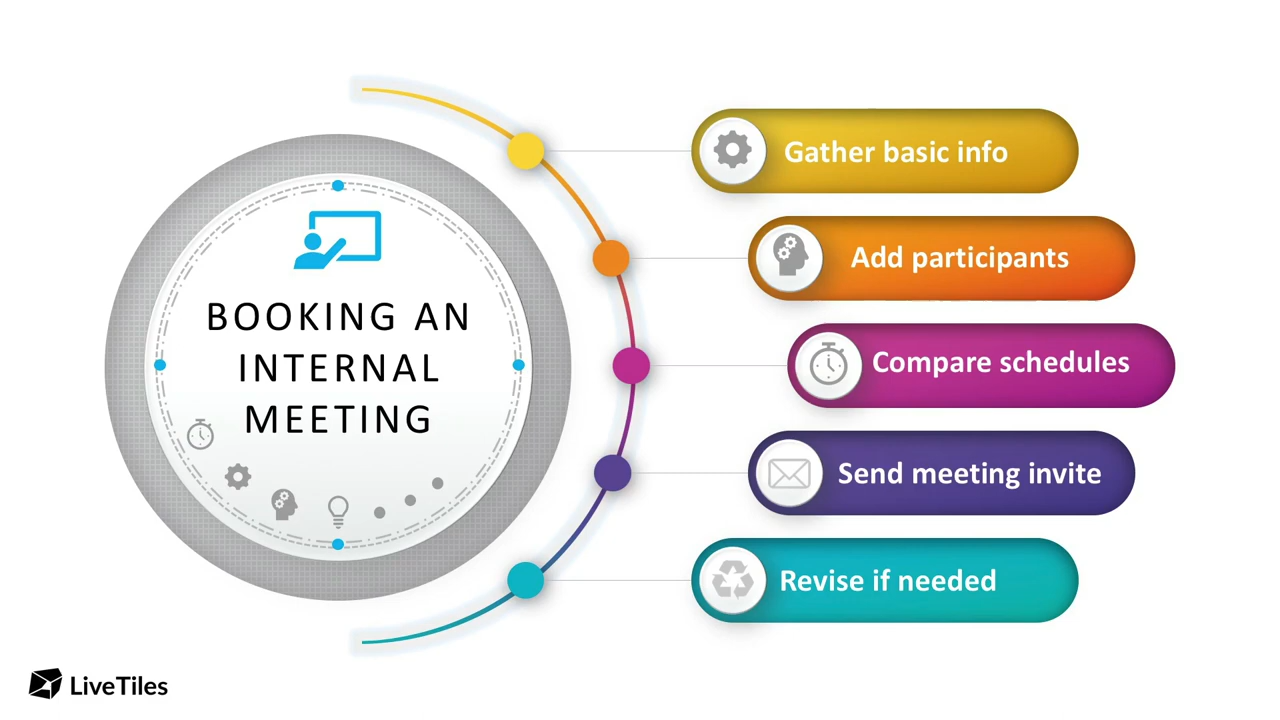 BOOKING AN
INTERNAL
MEETING
Gather basic info
Add participants
Compare schedules
Send meeting invite
Revise if needed
LiveTiles